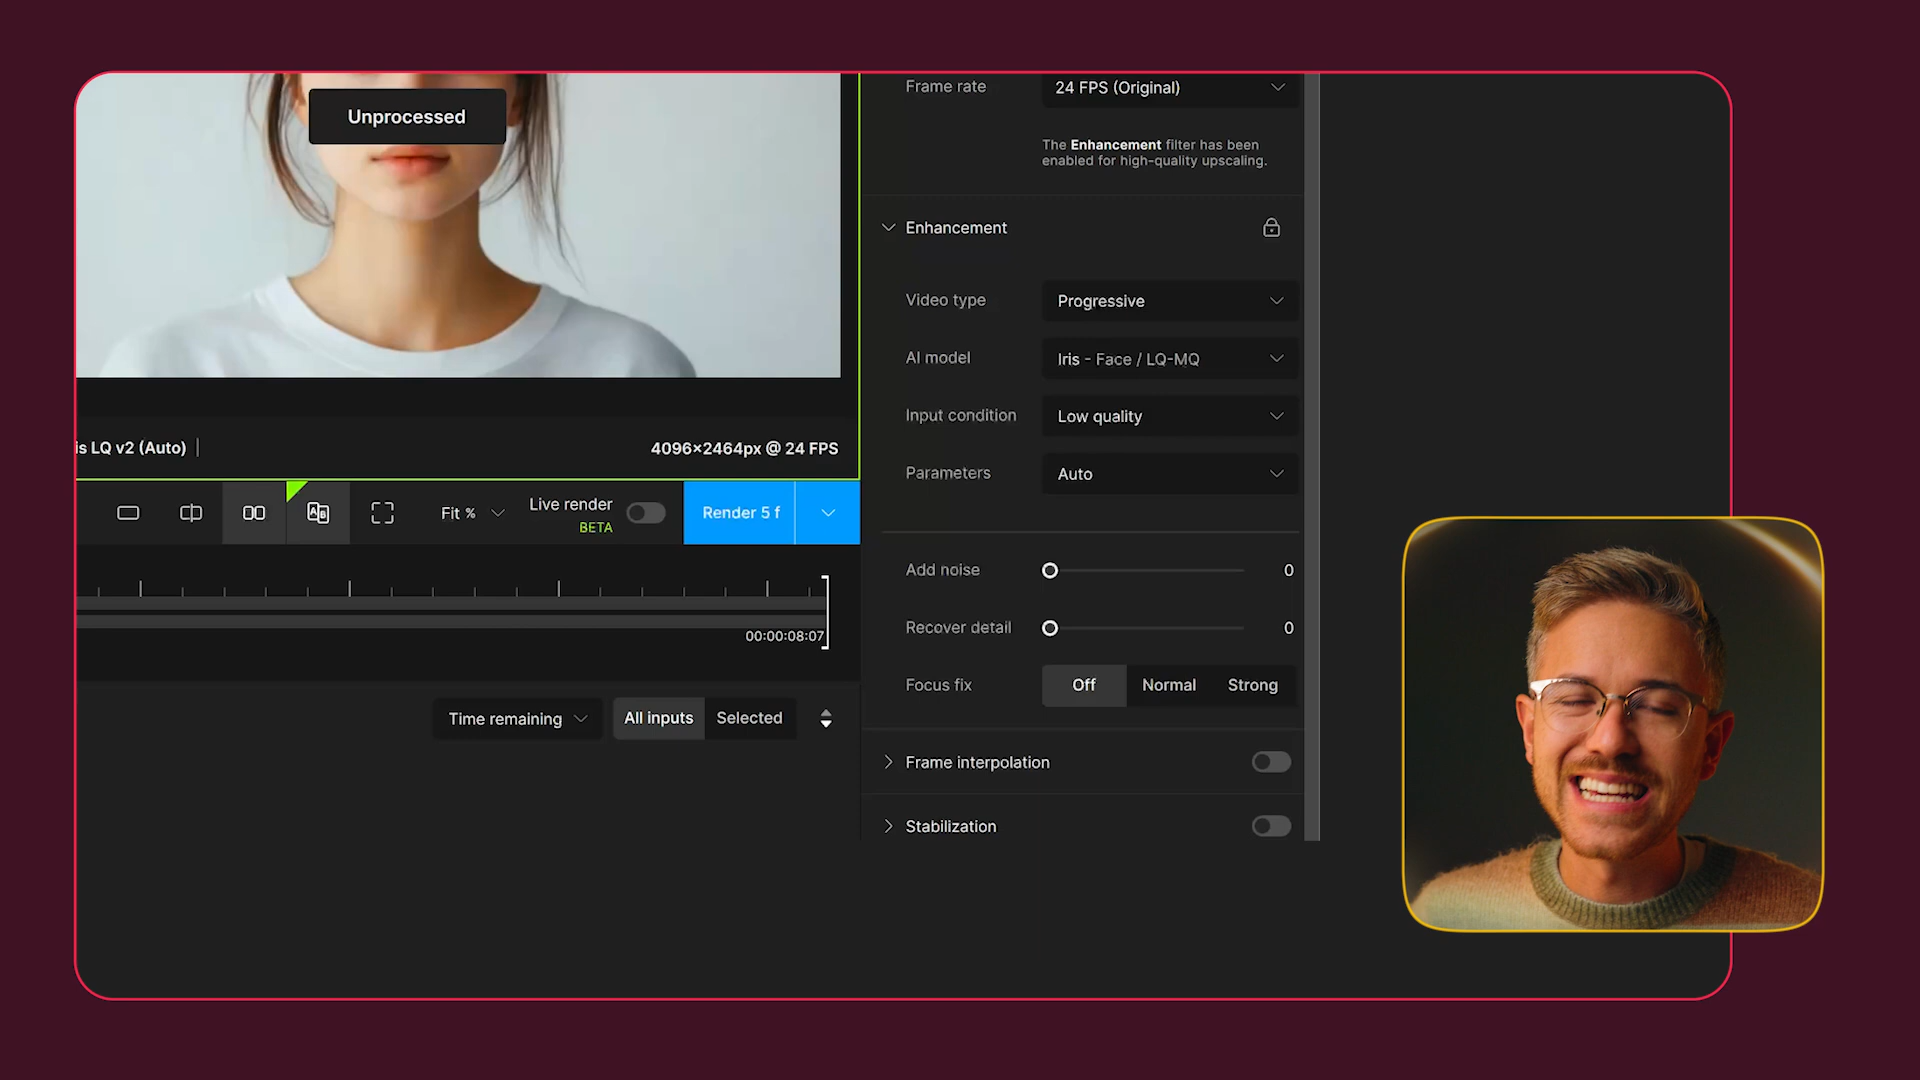 Frame rate
24 FPS (Original)
Unprocessed
The Enhancement filter has been
enabled for high-quality upscaling.
Enhancement
Video type
Progressive
AI model
Iris - Face / LQ-MQ
Input condition
Low quality
is LQ v2 (Auto)
4096×2464px @ 24 FPS
Parameters
Auto
Fit %
Live render
BETA
Render 5 f
Add noise
0
00:00:08:07
Recover detail
0
Focus fix
Off
Normal
Strong
Time remaining
All inputs
Selected
Frame interpolation
Stabilization